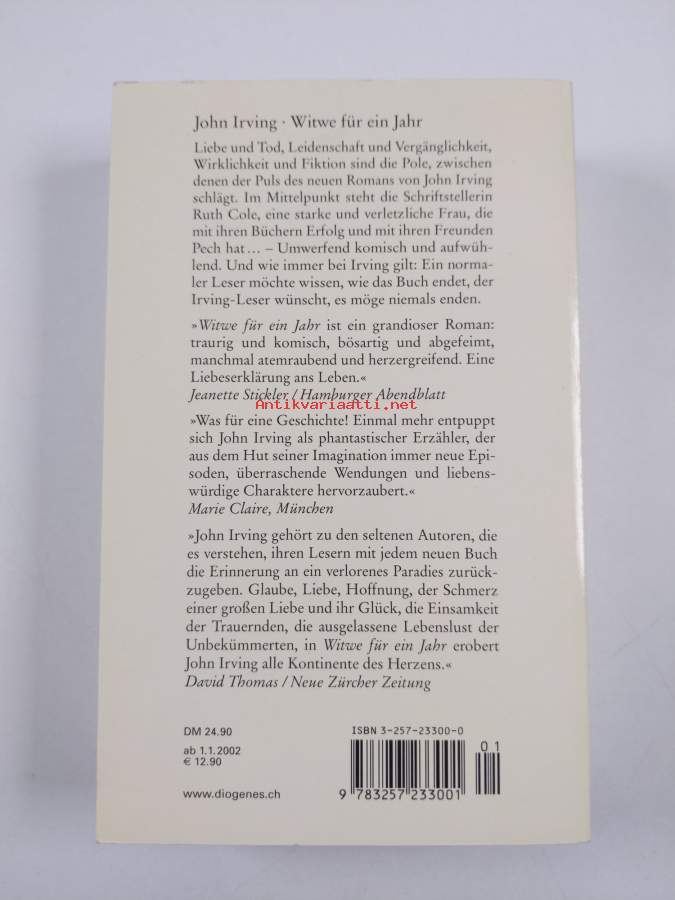 John Irving · Witwe für ein Jahr
Liebe und Tod, Leidenschaft und Vergänglichkeit,
Wirklichkeit und Fiktion sind die Pole, zwischen
denen der Puls des neuen Romans von John Irving
schlägt. Im Mittelpunkt steht die Schriftstellerin
Ruth Cole, eine starke und verletzliche Frau, die
mit ihren Büchern Erfolg und mit ihren Freunden
Pech hat… – Umwerfend komisch und aufwüh-
lend. Und wie immer bei Irving gilt: Ein norma-
ler Leser möchte wissen, wie das Buch endet, der
Irving-Leser wünscht, es möge niemals enden.
»Witwe für ein Jahr ist ein grandioser Roman:
traurig und komisch, bösartig und abgefeimt,
manchmal atemraubend und herzergreifend. Eine
Liebeserklärung ans Leben.«
Jeanette Stickler / Hamburger Abendblatt
Antikvariaatti.net
»Was für eine Geschichte! Einmal mehr entpuppt
sich John Irving als phantastischer Erzähler, der
aus dem Hut seiner Imagination immer neue Epi-
soden, überraschende Wendungen und liebens-
würdige Charaktere hervorzaubert.«
Marie Claire, München
»John Irving gehört zu den seltenen Autoren, die
es verstehen, ihren Lesern mit jedem neuen Buch
die Erinnerung an ein verlorenes Paradies zurück-
zugeben. Glaube, Liebe, Hoffnung, der Schmerz
einer großen Liebe und ihr Glück, die Einsamkeit
der Trauernden, die ausgelassene Lebenslust der
Unbekümmerten, in Witwe für ein Jahr erobert
John Irving alle Kontinente des Herzens.«
David Thomas / Neue Zürcher Zeitung
DM 24.90
ab 1.1.2002
€ 12.90
www.diogenes.ch
ISBN 3-257-23300-0
01
9 783257 233001